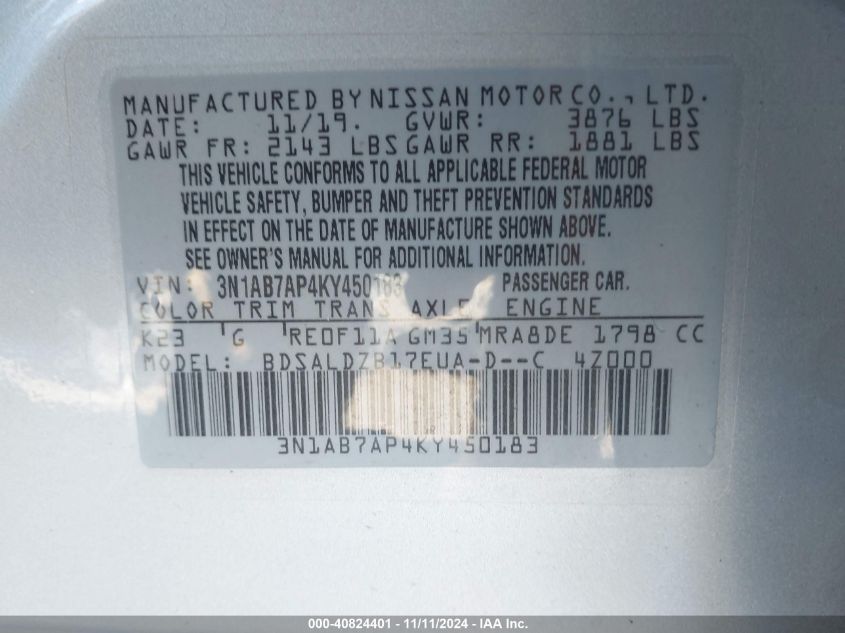 MANUFACTURED BY NISSAN MOTOR CO., LTD.
DATE: 11/19. GVWR: 3876 LBS
GAWR FR: 2143 LBS GAWR RR: 1881 LBS
THIS VEHICLE CONFORMS TO ALL APPLICABLE FEDERAL MOTOR
VEHICLE SAFETY, BUMPER AND THEFT PREVENTION STANDARDS
IN EFFECT ON THE DATE OF MANUFACTURE SHOWN ABOVE.
SEE OWNER'S MANUAL FOR ADDITIONAL INFORMATION.
VIN: 3N1AB7AP4KY450183 PASSENGER CAR.
COLOR TRIM TRANS AXLE ENGINE
K23 G RE0F11A GM35 MRA8DE 1798 CC
MODEL: BDSALDZB17EUA-D--C 4Z000
3N1AB7AP4KY450183
000-40824401 - 11/11/2024 - IAA Inc.